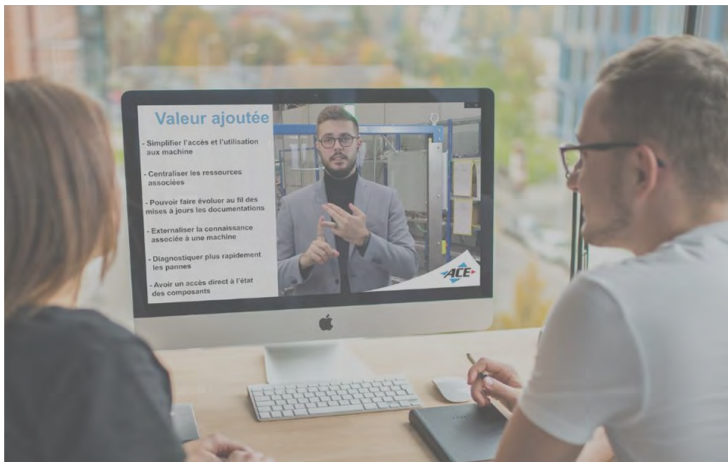 Valeur ajoutée
- Simplifier l'accès et l'utilisation
aux machine
- Centraliser les ressources
associées
- Pouvoir faire évoluer au fil des
mises à jours les documentations
- Externaliser la connaissance
associée à une machine
- Diagnostiquer plus rapidement
les pannes
- Avoir un accès direct à l'état
des composants
ACE